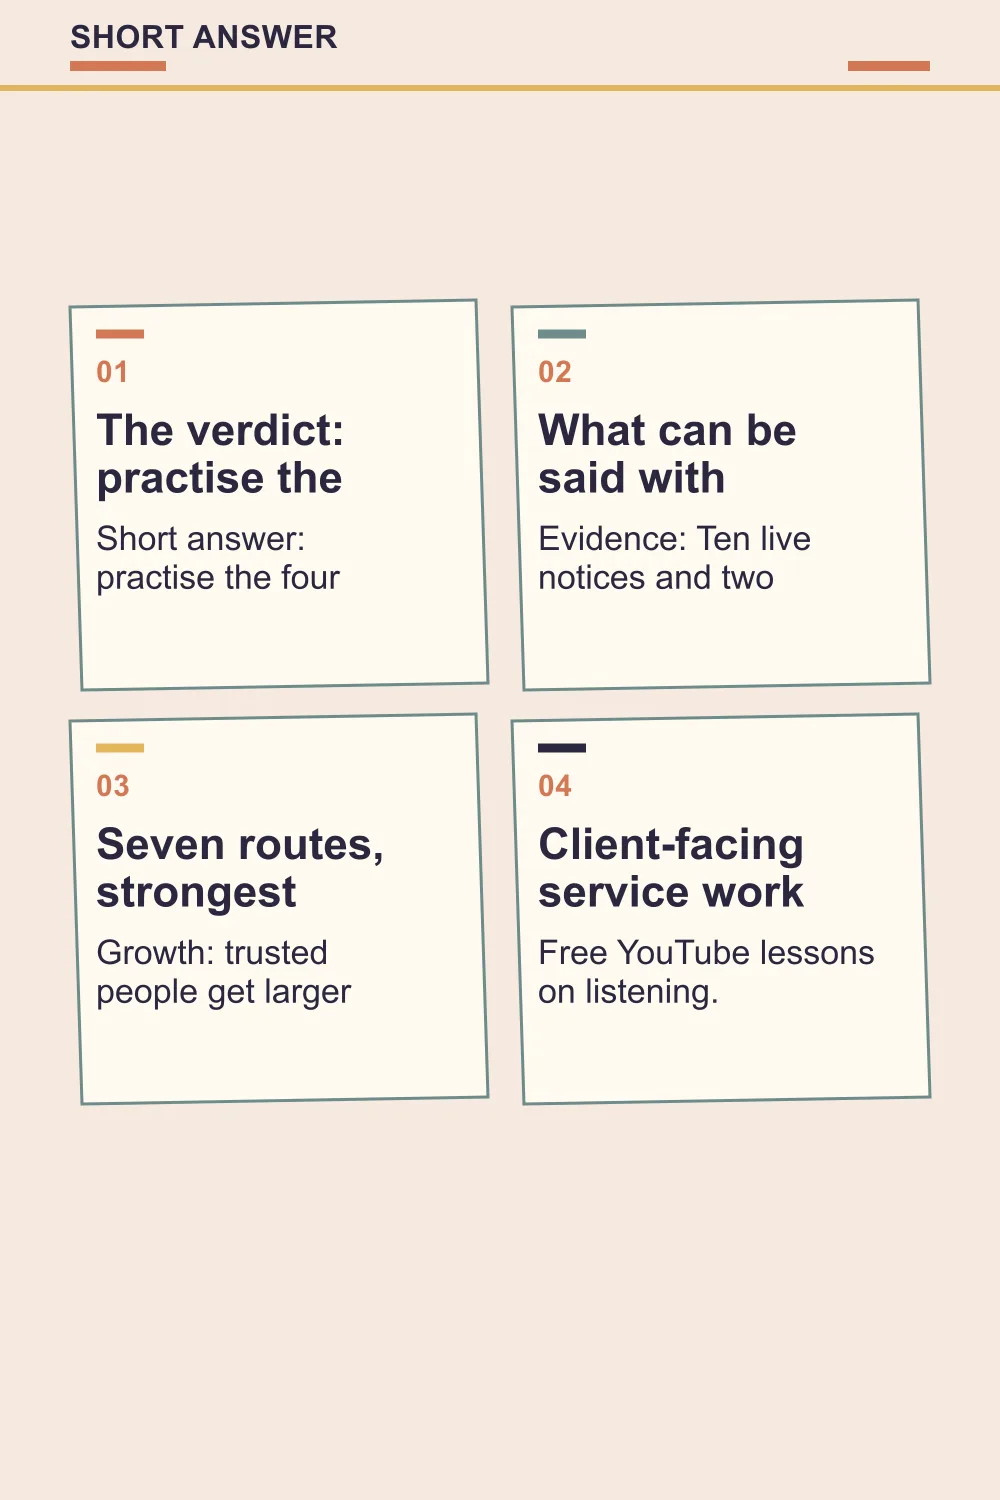 SHORT ANSWER
01
The verdict:
practise the
Short answer:
practise the four
02
What can be
said with
Evidence: Ten live
notices and two
03
Seven routes,
strongest
Growth: trusted
people get larger
04
Client-facing
service work
Free YouTube lessons
on listening.